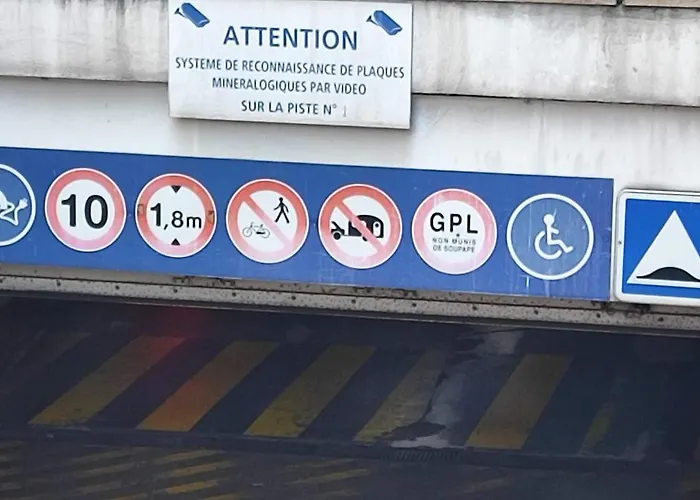 ATTENTION
SYSTEME DE RECONNAISSANCE DE PLAQUES
MINERALOGIQUES PAR VIDEO
SUR LA PISTE N° 1
10
1,8m
GPL
NON MUNIS
DE SOUPAPE